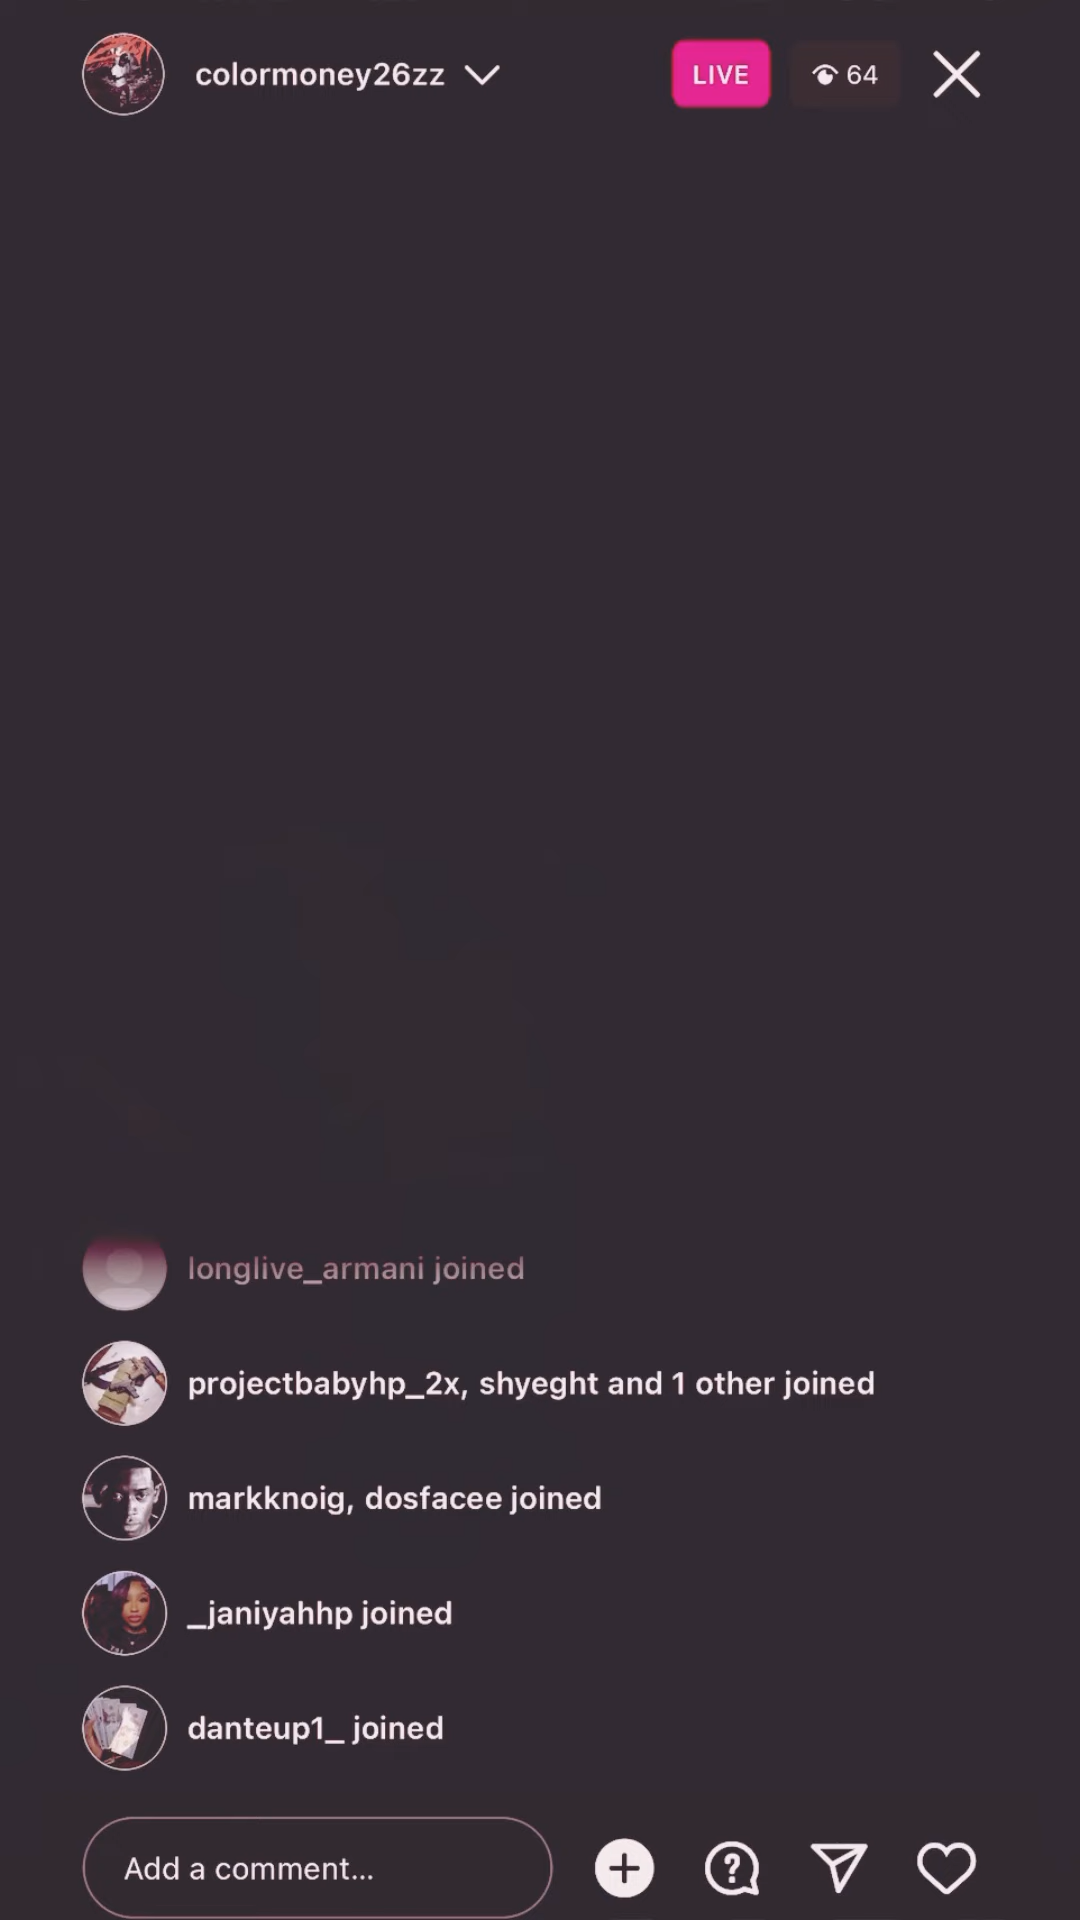 colormoney26zz
LIVE
64
longlive_armani joined
projectbabyhp_2x, shyeght and 1 other joined
markknoig, dosfacee joined
_janiyahhp joined
danteup1_ joined
Add a comment...